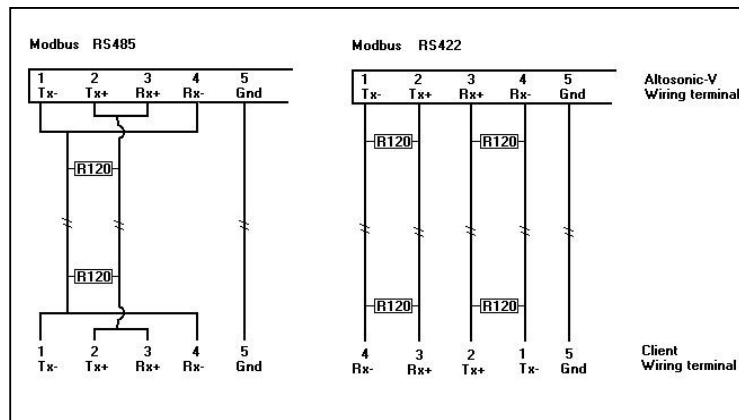 Modbus RS485
1 2 3 4 5
Tx- Tx+ Rx+ Rx- Gnd
R120
R120
1 2 3 4 5
Tx- Tx+ Rx+ Rx- Gnd
Modbus RS422
1 2 3 4 5
Tx- Tx+ Rx+ Rx- Gnd
R120 R120
R120 R120
4 3 2 1 5
Rx- Rx+ Tx+ Tx- Gnd
Altosonic-V
Wiring terminal
Client
Wiring terminal